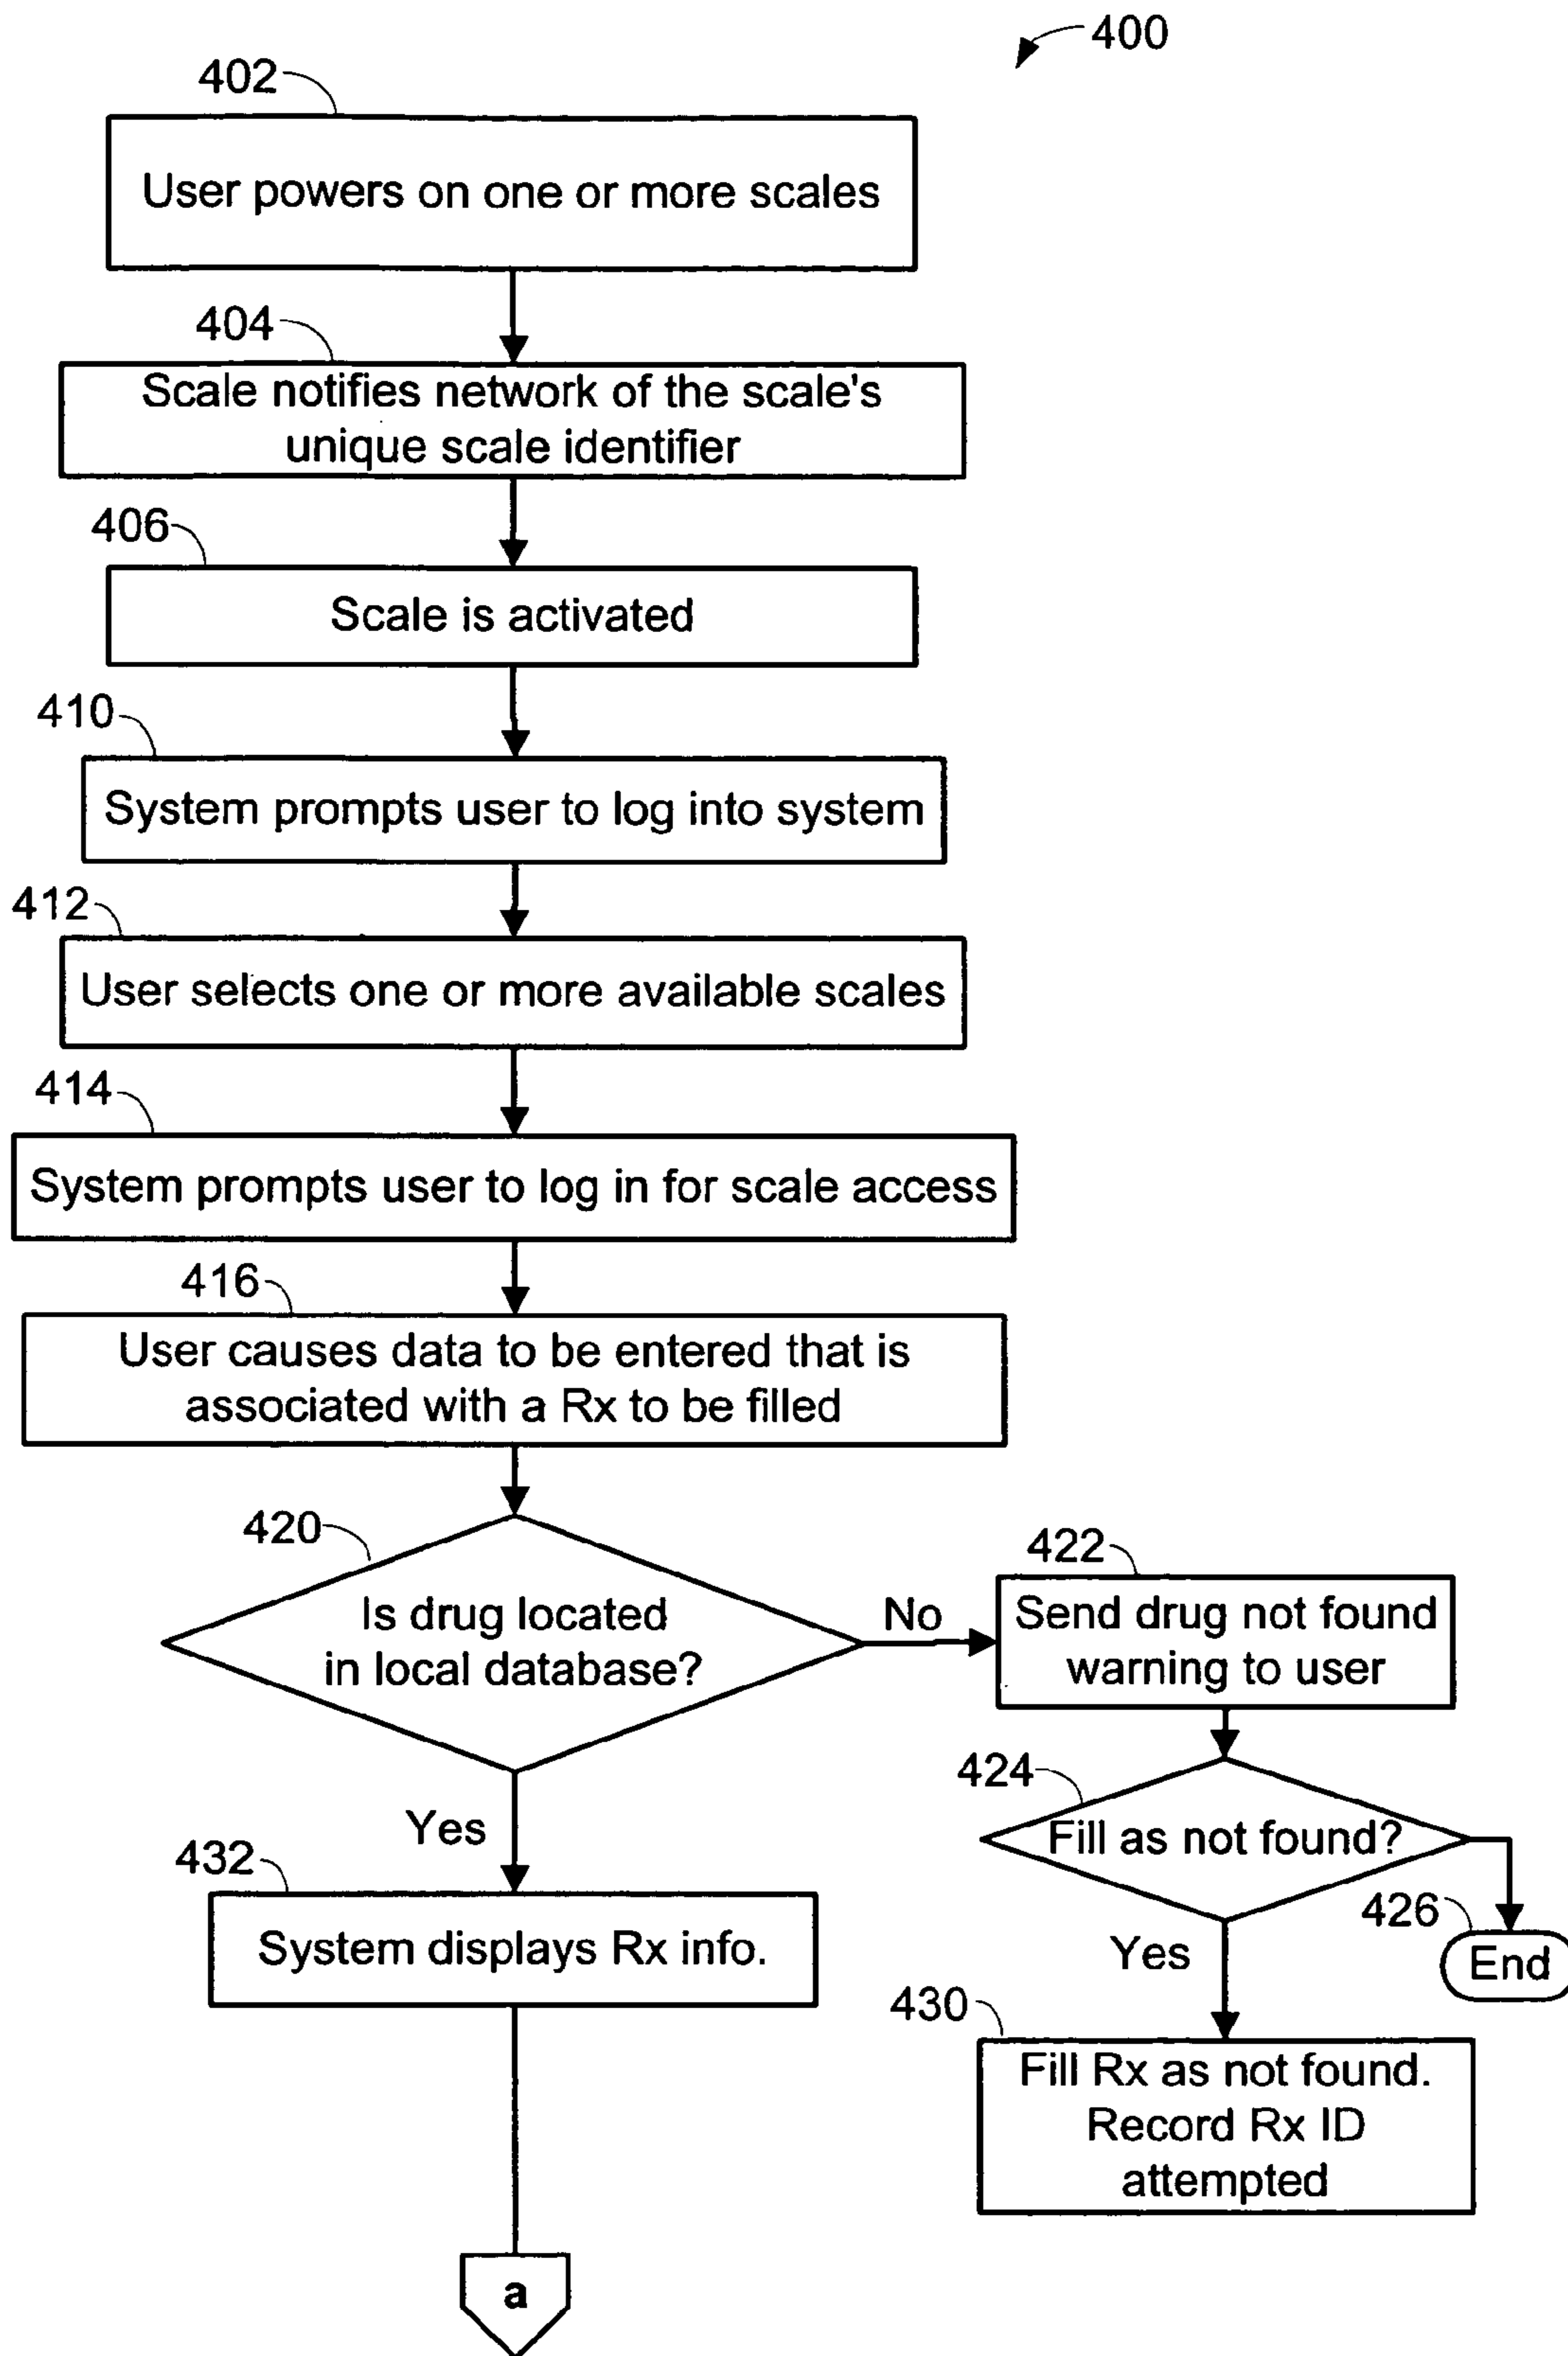 400
402
User powers on one or more scales
404
Scale notifies network of the scale's
unique scale identifier
406
Scale is activated
410
System prompts user to log into system
412
User selects one or more available scales
414
System prompts user to log in for scale access
416
User causes data to be entered that is
associated with a Rx to be filled
420
Is drug located
in local database?
No
422
Send drug not found
warning to user
424
Fill as not found?
426
End
Yes
430
Fill Rx as not found.
Record Rx ID
attempted
Yes
432
System displays Rx info.
a